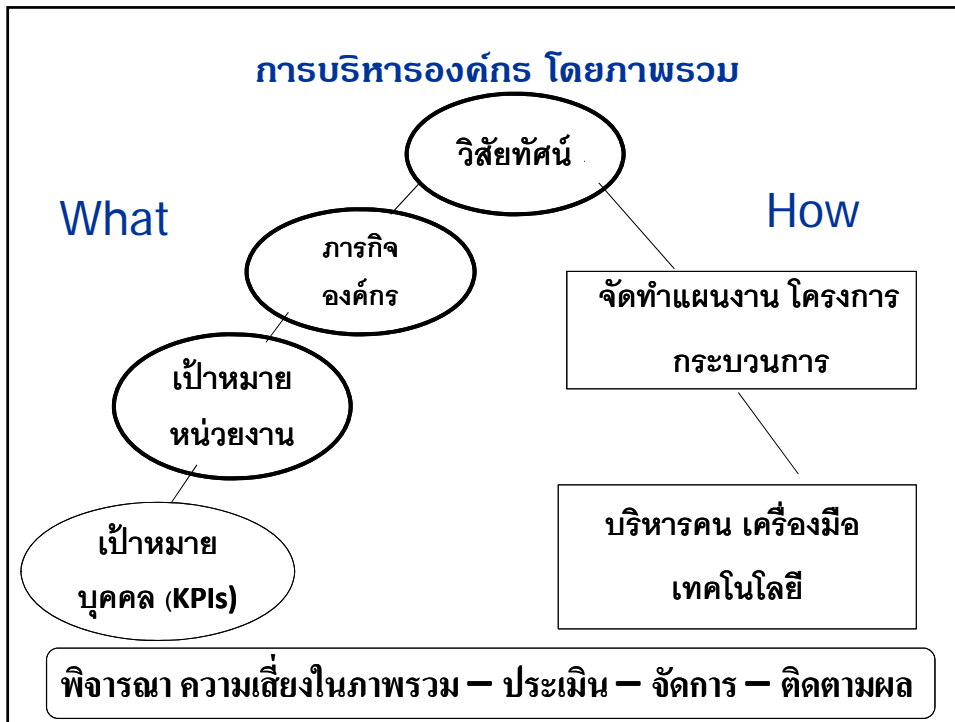 การบริหารองค์กร โดยภาพรวม
วิสัยทัศน์
What
How
ภารกิจ
องค์กร
จัดทำแผนงาน โครงการ
กระบวนการ
เป้าหมาย
หน่วยงาน
บริหารคน เครื่องมือ
เทคโนโลยี
เป้าหมาย
บุคคล (KPIs)
พิจารณา ความเสี่ยงในภาพรวม – ประเมิน – จัดการ – ติดตามผล